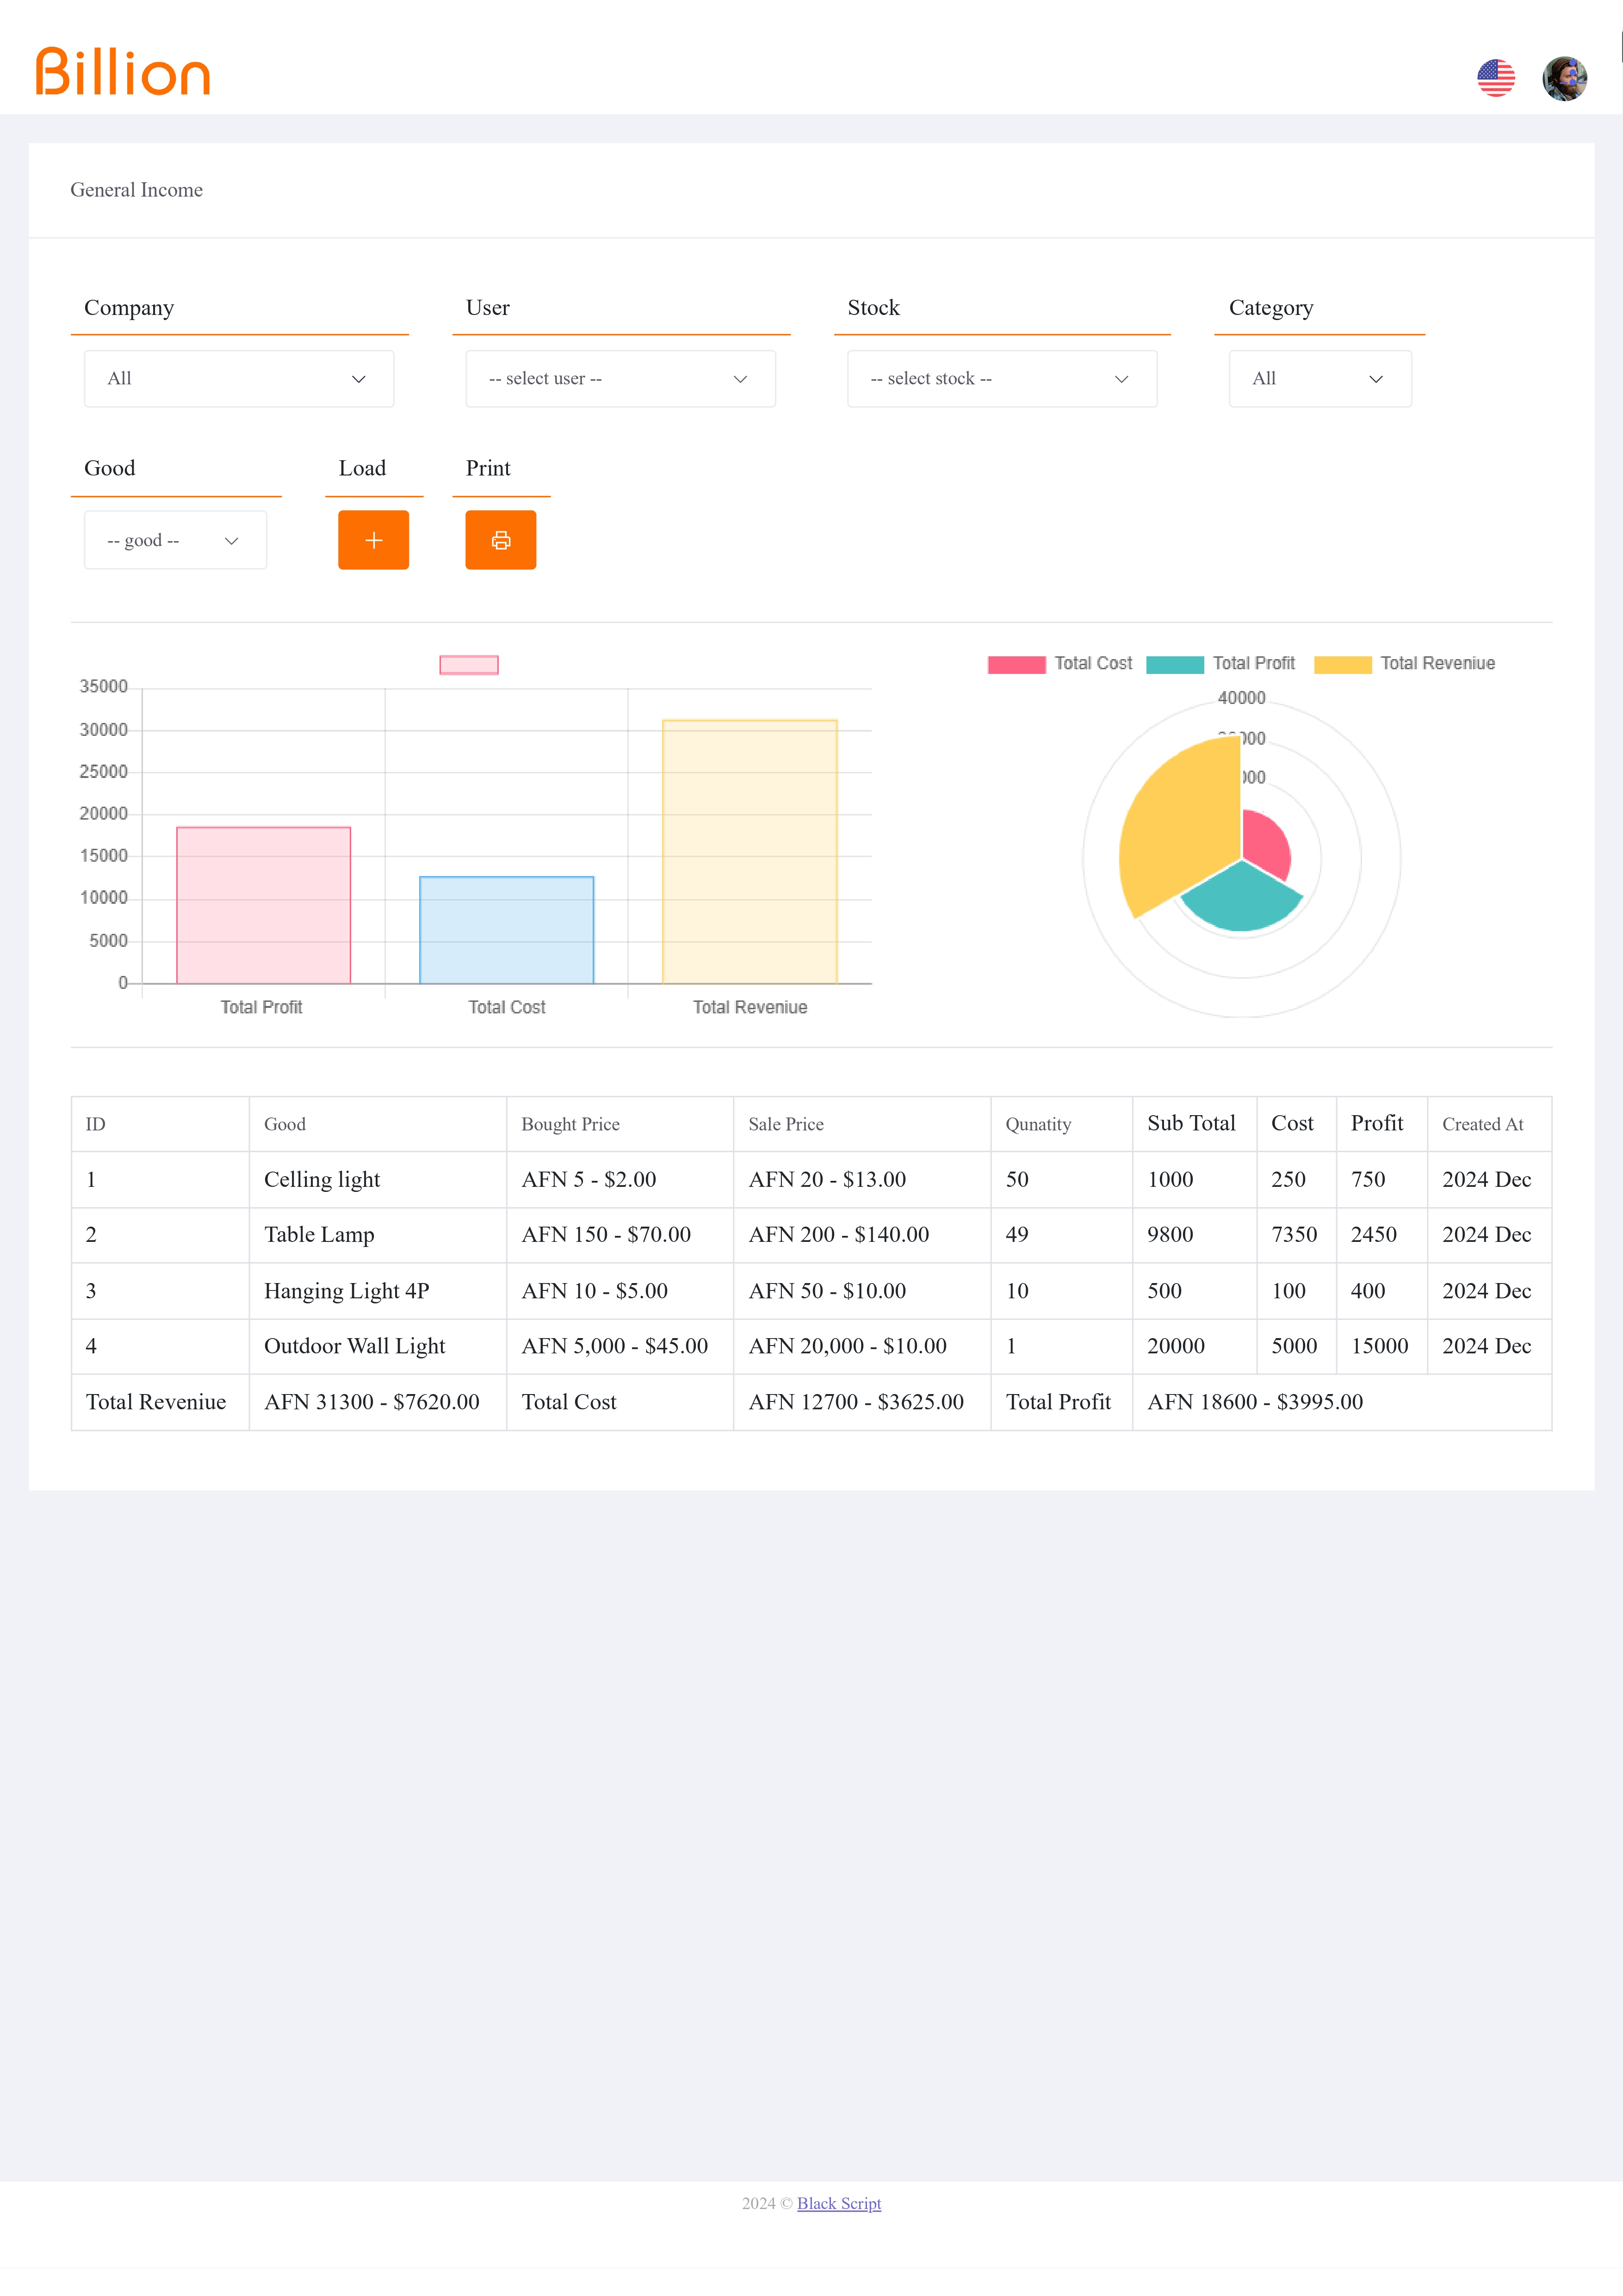 Billion
General Income
Company User Stock Category
All -- select user -- -- select stock -- All
Good Load Print
-- good --
Total Cost Total Profit Total Reveniue
35000
30000
25000
20000
15000
10000
5000
0
Total Profit Total Cost Total Reveniue
40000
ID Good Bought Price Sale Price Qunatity Sub Total Cost Profit Created At
1 Celling light AFN 5 - $2.00 AFN 20 - $13.00 50 1000 250 750 2024 Dec
2 Table Lamp AFN 150 - $70.00 AFN 200 - $140.00 49 9800 7350 2450 2024 Dec
3 Hanging Light 4P AFN 10 - $5.00 AFN 50 - $10.00 10 500 100 400 2024 Dec
4 Outdoor Wall Light AFN 5,000 - $45.00 AFN 20,000 - $10.00 1 20000 5000 15000 2024 Dec
Total Reveniue AFN 31300 - $7620.00 Total Cost AFN 12700 - $3625.00 Total Profit AFN 18600 - $3995.00
2024 © Black Script